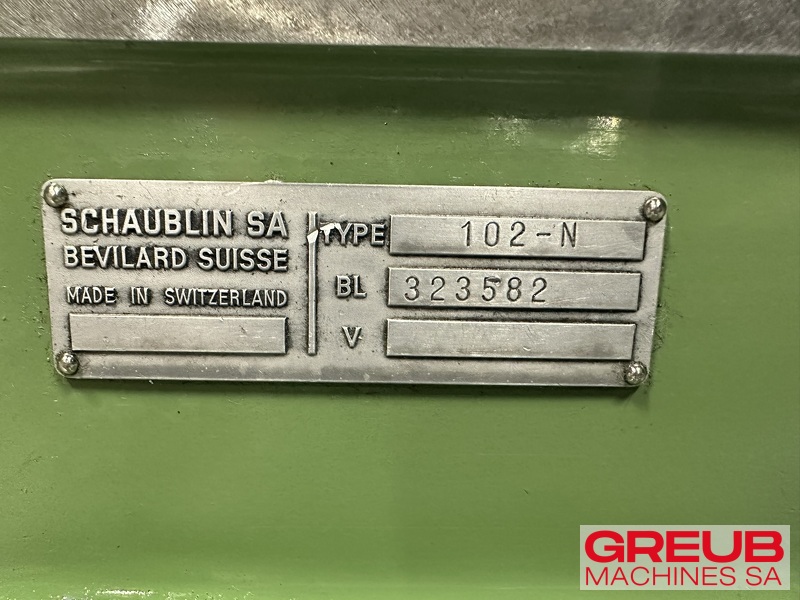 SCHAUBLIN SA
BEVILARD SUISSE
MADE IN SWITZERLAND
TYPE 102-N
BL 323582
V
GREUB
MACHINES SA